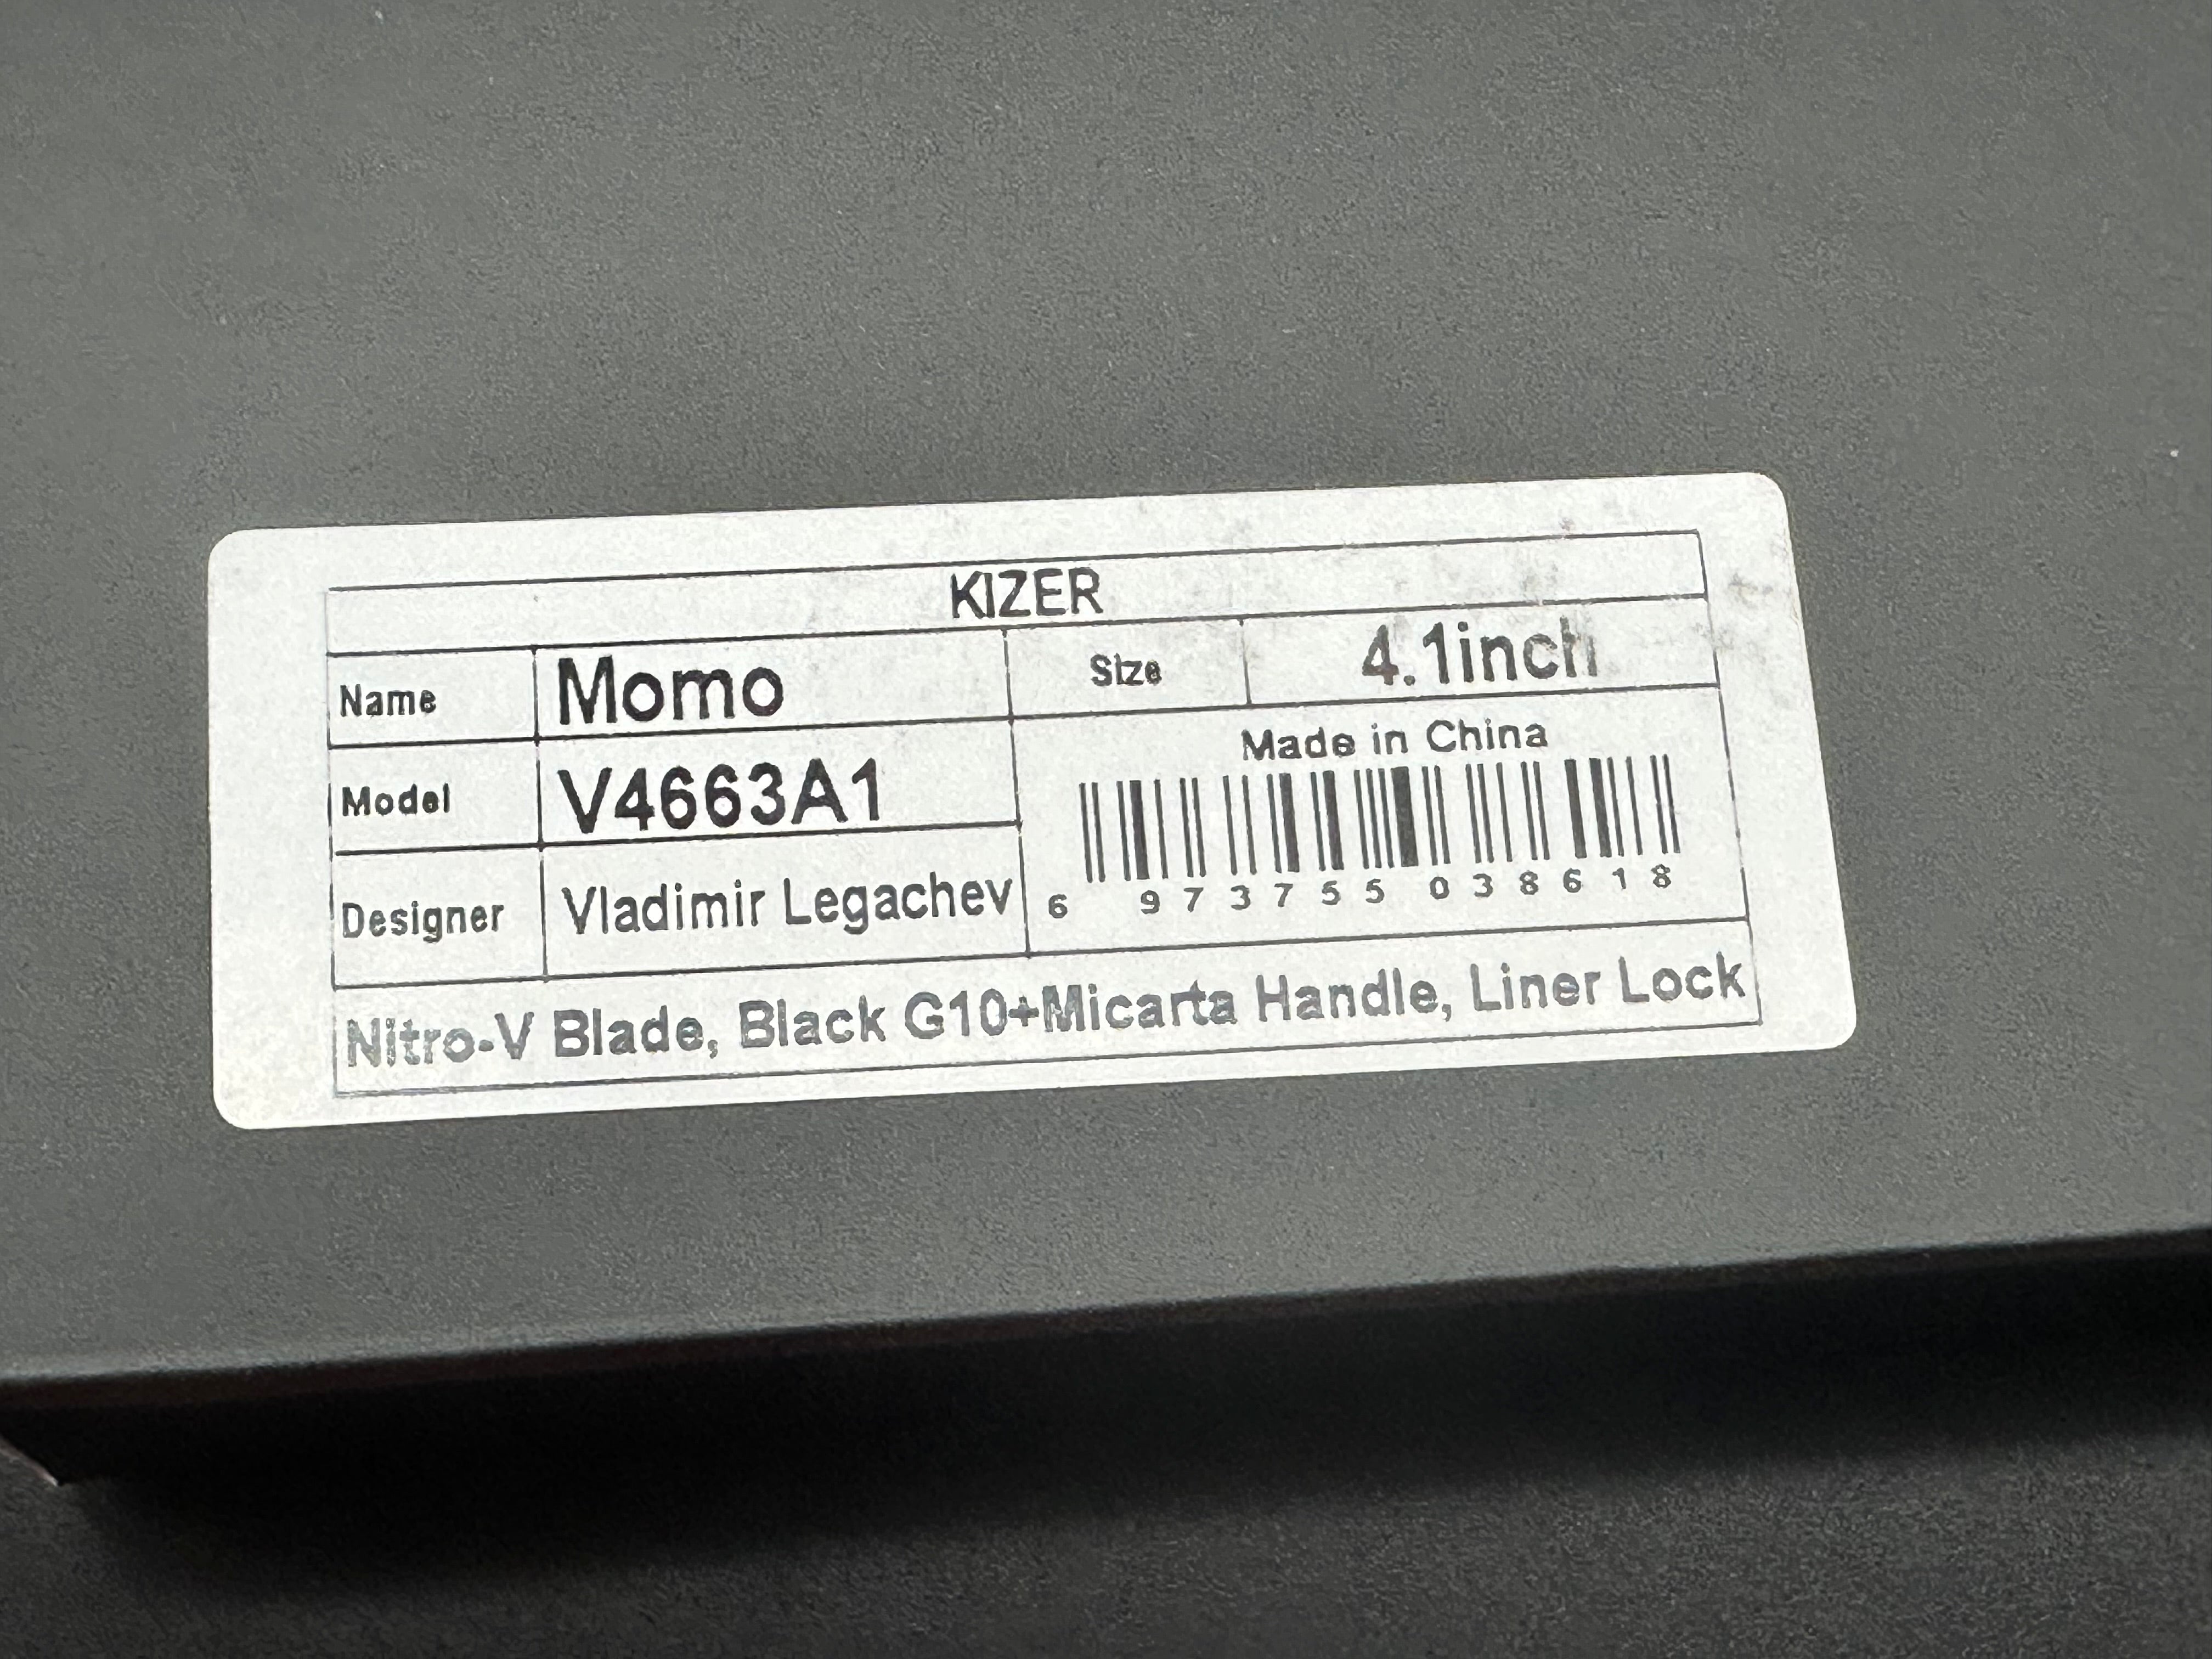 KIZER
Name Momo Size 4.1inch
Model V4663A1
Made in China
6 973755 038618
Designer Vladimir Legachev
Nitro-V Blade, Black G10+Micarta Handle, Liner Lock